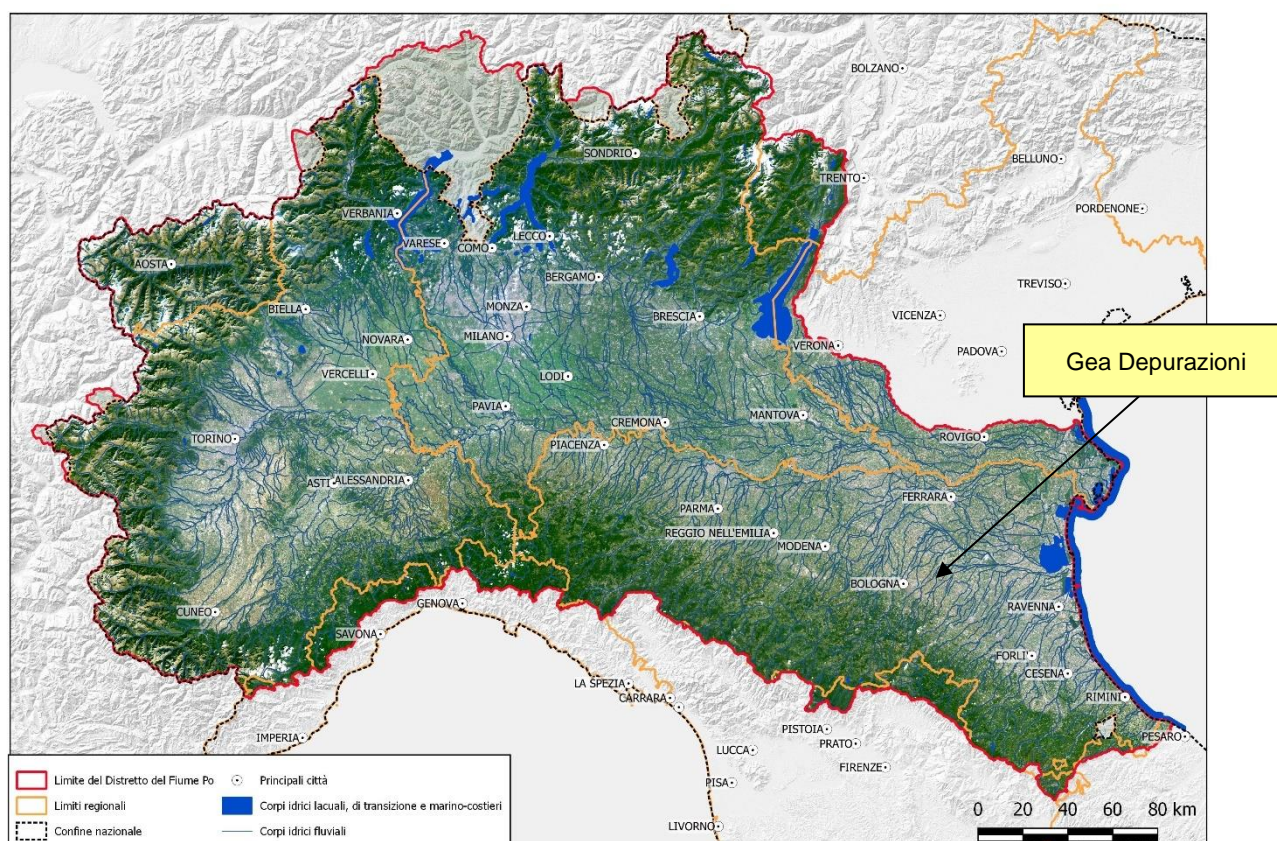 BOLZANO
SONDRIO
BELLUNO
TRENTO
PORDENONE
VERBANIA
VARESE
COMO
LECCO
AOSTA
BERGAMO
TREVISO
BIELLA
MONZA
BRESCIA
VICENZA
NOVARA
MILANO
VERONA
PADOVA
Gea Depurazioni
VERCELLI
LODI
PAVIA
MANTOVA
CREMONA
TORINO
PIACENZA
ROVIGO
ASTI
ALESSANDRIA
FERRARA
PARMA
REGGIO NELL'EMILIA
MODENA
BOLOGNA
CUNEO
GENOVA
RAVENNA
SAVONA
FORLI'
CESENA
LA SPEZIA
CARRARA
RIMINI
IMPERIA
PISTOIA
PRATO
PESARO
LUCCA
FIRENZE
PISA
LIVORNO
Limite del Distretto del Fiume Po
Principali città
Limiti regionali
Corpi idrici lacuali, di transizione e marino-costieri
Confine nazionale
Corpi idrici fluviali
0 20 40 60 80 km